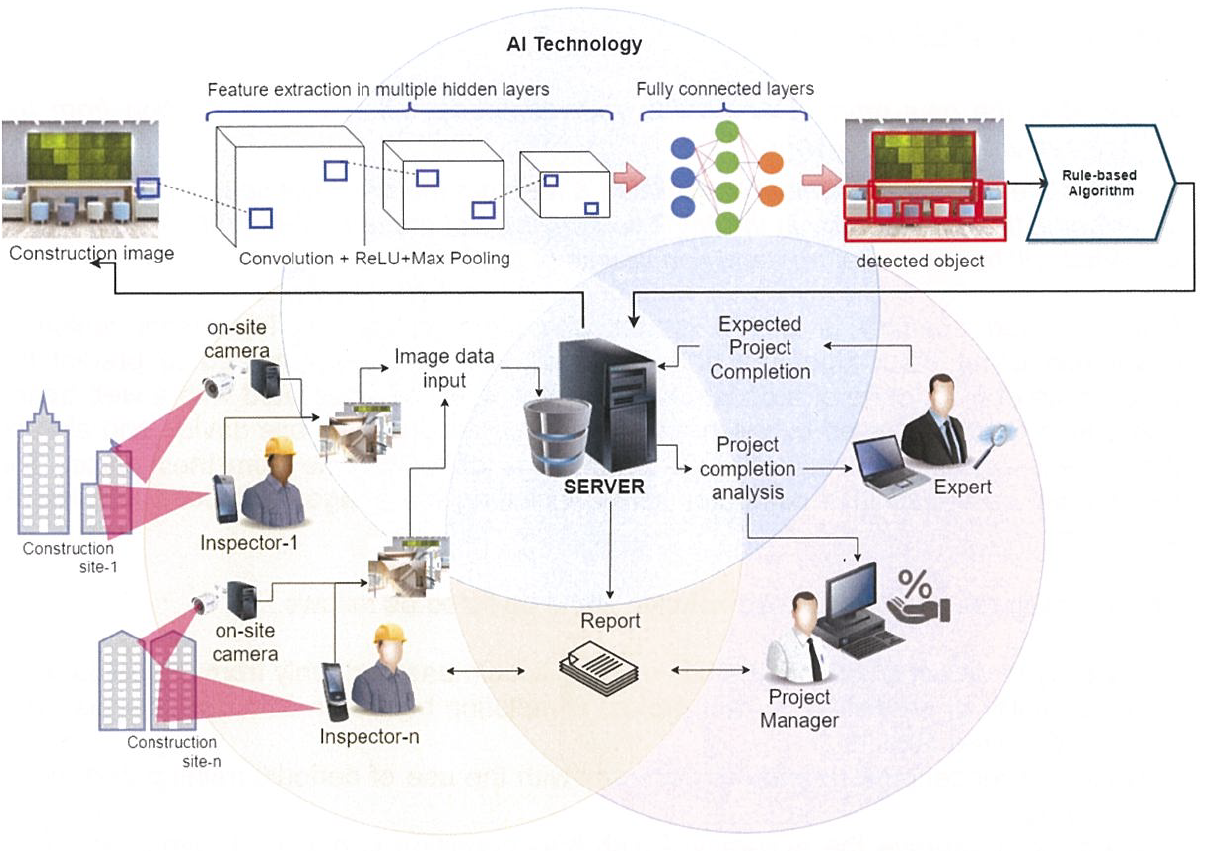 AI Technology
Feature extraction in multiple hidden layers
Fully connected layers
Rule-based
Algorithm
Construction image
Convolution + ReLU+Max Pooling
detected object
on-site
camera
Image data
input
Expected
Project
Completion
Project
completion
analysis
SERVER
Expert
Construction
site-1
Inspector-1
on-site
camera
Report
%
Project
Manager
Inspector-n
Construction
site-n